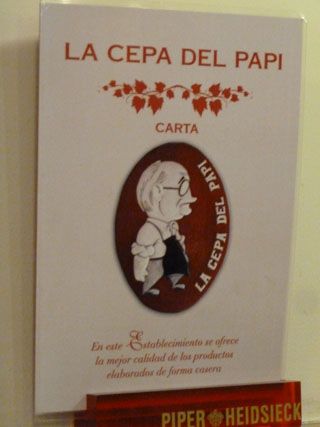 LA CEPA DEL PAPI
CARTA
LA CEPA DEL PAPI
En este Establecimiento se ofrece
la mejor calidad de los productos
elaborados de forma casera
PIPER HEIDSIECK